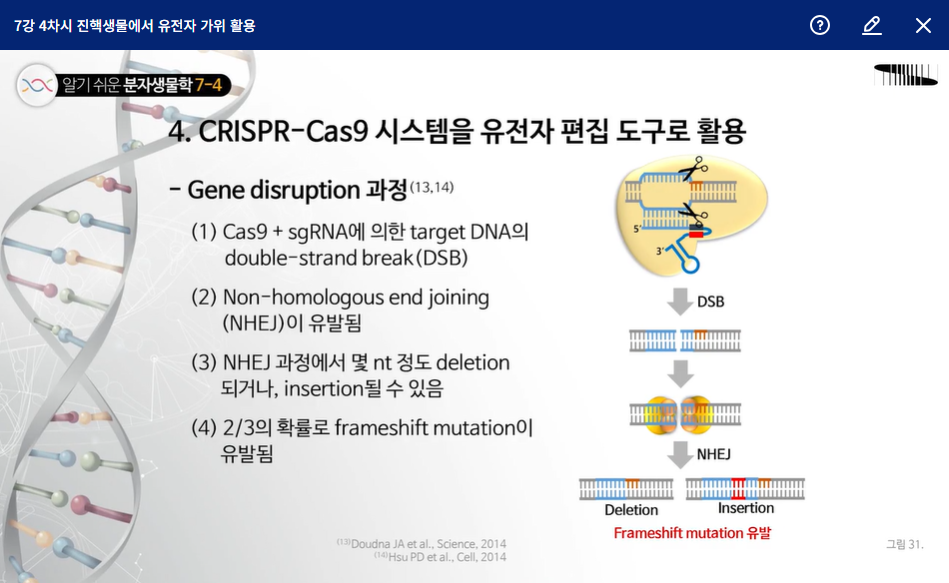 7강 4차시 진핵생물에서 유전자 가위 활용
알기 쉬운 분자생물학 7-4
4. CRISPR-Cas9 시스템을 유전자 편집 도구로 활용
- Gene disruption 과정(13,14)
(1) Cas9 + sgRNA에 의한 target DNA의
double-strand break(DSB)
(2) Non-homologous end joining
(NHEJ)이 유발됨
(3) NHEJ 과정에서 몇 nt 정도 deletion
되거나, insertion될 수 있음
(4) 2/3의 확률로 frameshift mutation이
유발됨
5'
3'
DSB
NHEJ
Deletion
Insertion
Frameshift mutation 유발
(13)Doudna JA et al., Science, 2014
(14)Hsu PD et al., Cell, 2014
그림 31.